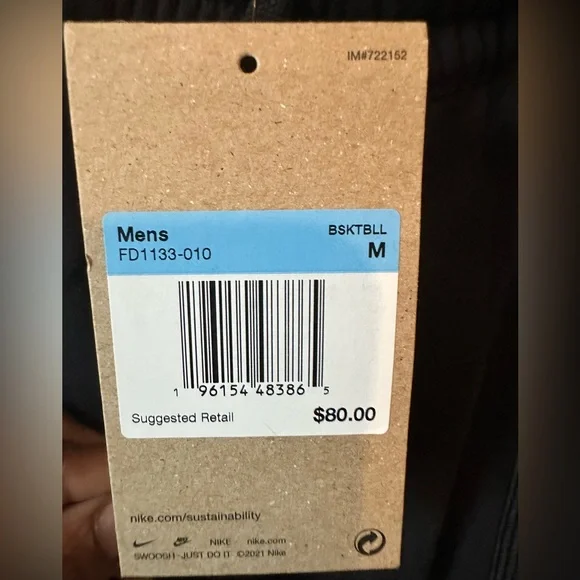 IM#722152
Mens BSKTBLL
FD1133-010 M
1 96154 48386 5
Suggested Retail $80.00
nike.com/sustainability
NIKE nike.com
SWOOSH JUST DO IT ©2021 Nike